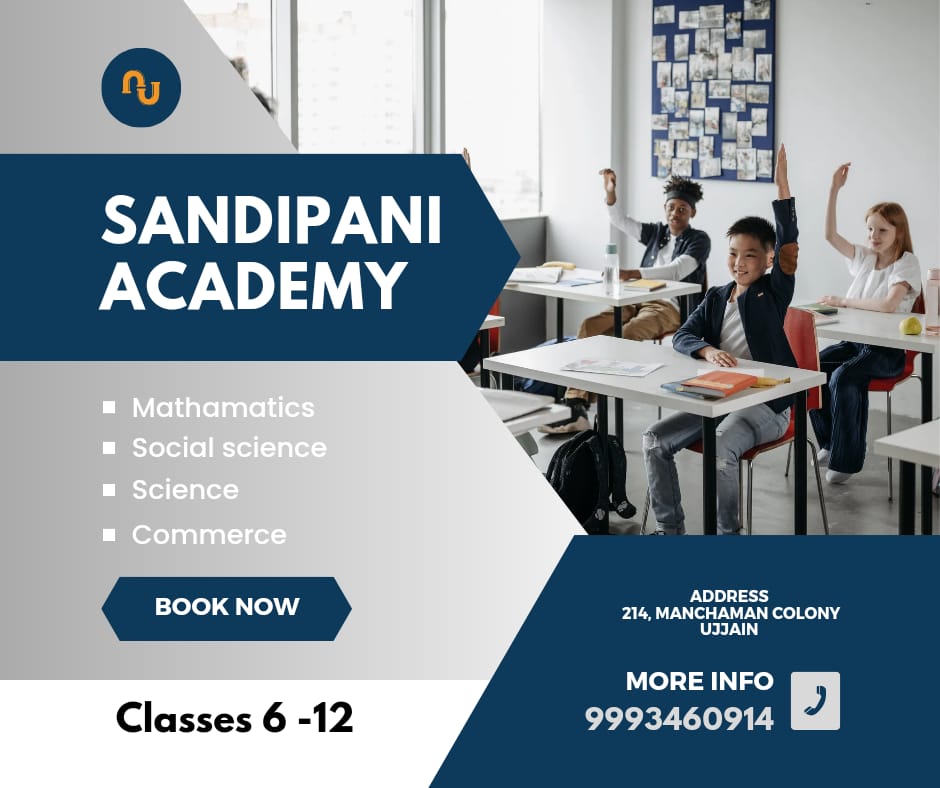 SANDIPANI
ACADEMY
Mathamatics
Social science
Science
Commerce
BOOK NOW
Classes 6 -12
ADDRESS
214, MANCHAMAN COLONY
UJJAIN
MORE INFO
9993460914